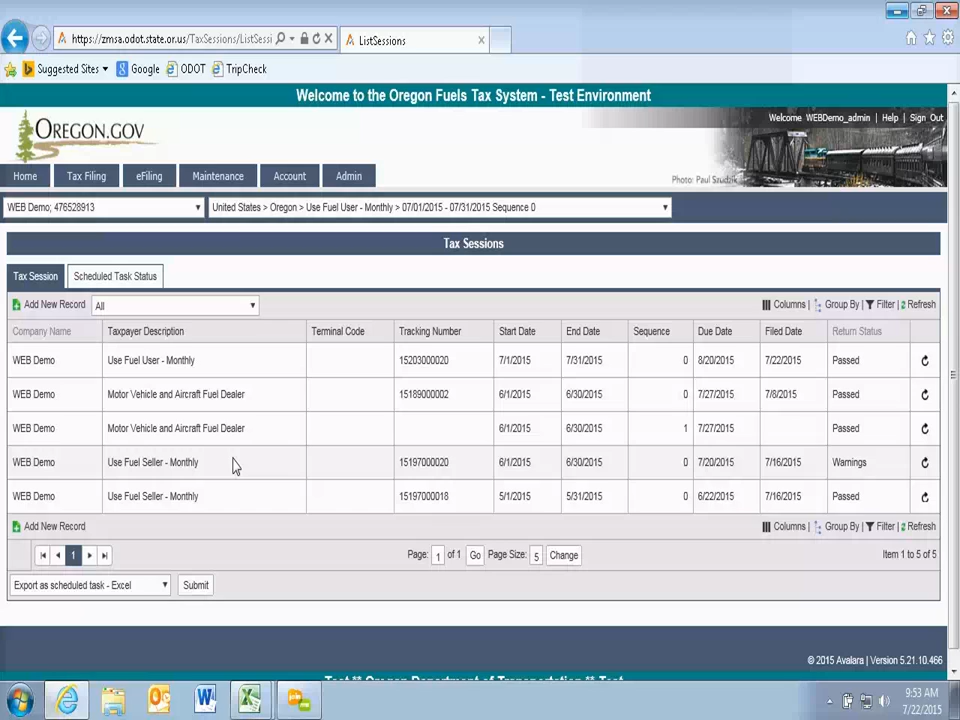 https://zmsa.odot.state.or.us/TaxSessions/ListSessi
ListSessions
Suggested Sites
Google
ODOT
TripCheck
Welcome to the Oregon Fuels Tax System - Test Environment
OREGON.GOV
Welcome WEBDemo_admin | Help | Sign Out
Home Tax Filing eFiling Maintenance Account Admin
Photo: Paul Szudzik
WEB Demo; 476528913
United States > Oregon > Use Fuel User - Monthly > 07/01/2015 - 07/31/2015 Sequence 0
Tax Sessions
Tax Session Scheduled Task Status
Add New Record All Columns | Group By | Filter | Refresh
Company Name Taxpayer Description Terminal Code Tracking Number Start Date End Date Sequence Due Date Filed Date Return Status
WEB Demo Use Fuel User - Monthly 15203000020 7/1/2015 7/31/2015 0 8/20/2015 7/22/2015 Passed
WEB Demo Motor Vehicle and Aircraft Fuel Dealer 15189000002 6/1/2015 6/30/2015 0 7/27/2015 7/8/2015 Passed
WEB Demo Motor Vehicle and Aircraft Fuel Dealer 6/1/2015 6/30/2015 1 7/27/2015 Passed
WEB Demo Use Fuel Seller - Monthly 15197000020 6/1/2015 6/30/2015 0 7/20/2015 7/16/2015 Warnings
WEB Demo Use Fuel Seller - Monthly 15197000018 5/1/2015 5/31/2015 0 6/22/2015 7/16/2015 Passed
Add New Record Columns | Group By | Filter | Refresh
1 Page: 1 of 1 Go Page Size: 5 Change Item 1 to 5 of 5
Export as scheduled task - Excel Submit
© 2015 Avalara | Version 5.21.10.466
Test ** Oregon Department of Transportation ** Test
9:53 AM
7/22/2015